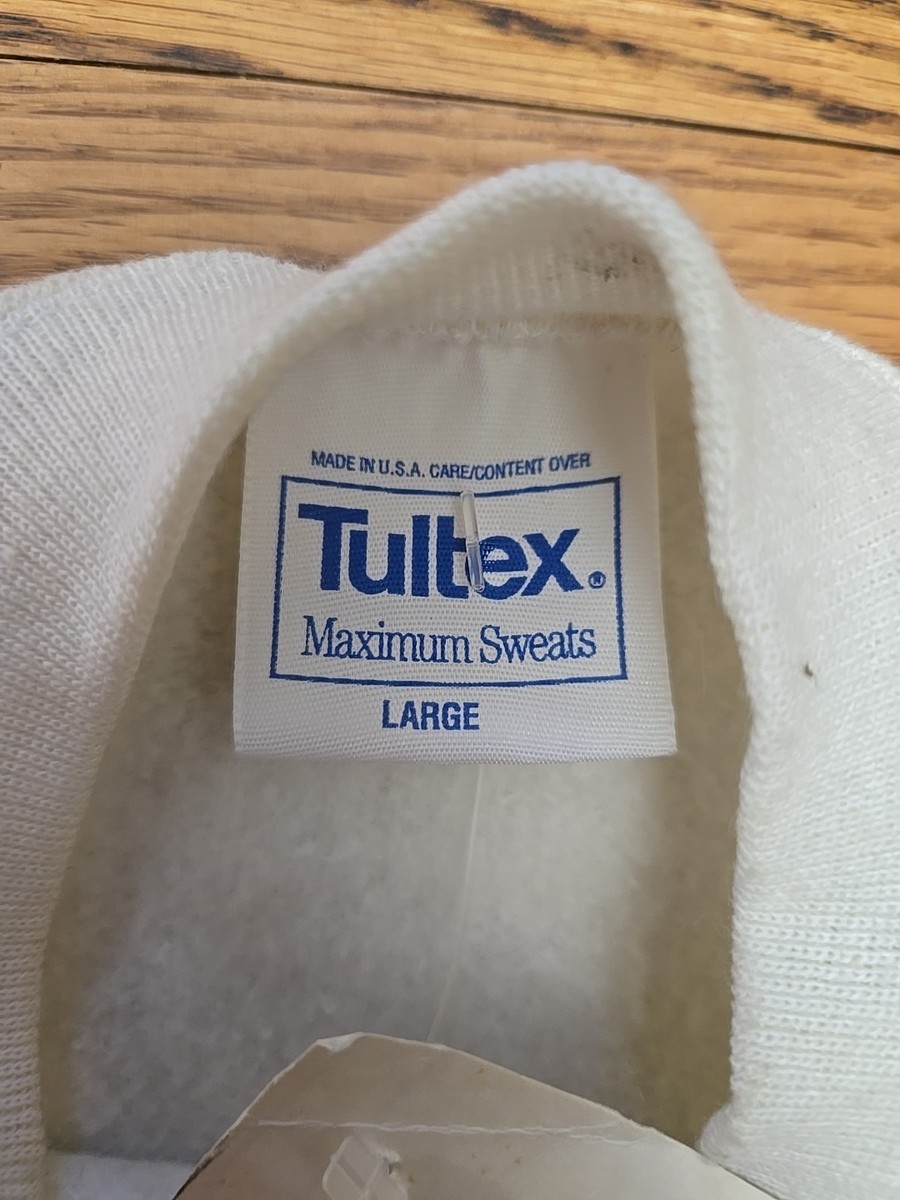 MADE IN U.S.A. CARE/CONTENT OVER
Tultex®
Maximum Sweats
LARGE